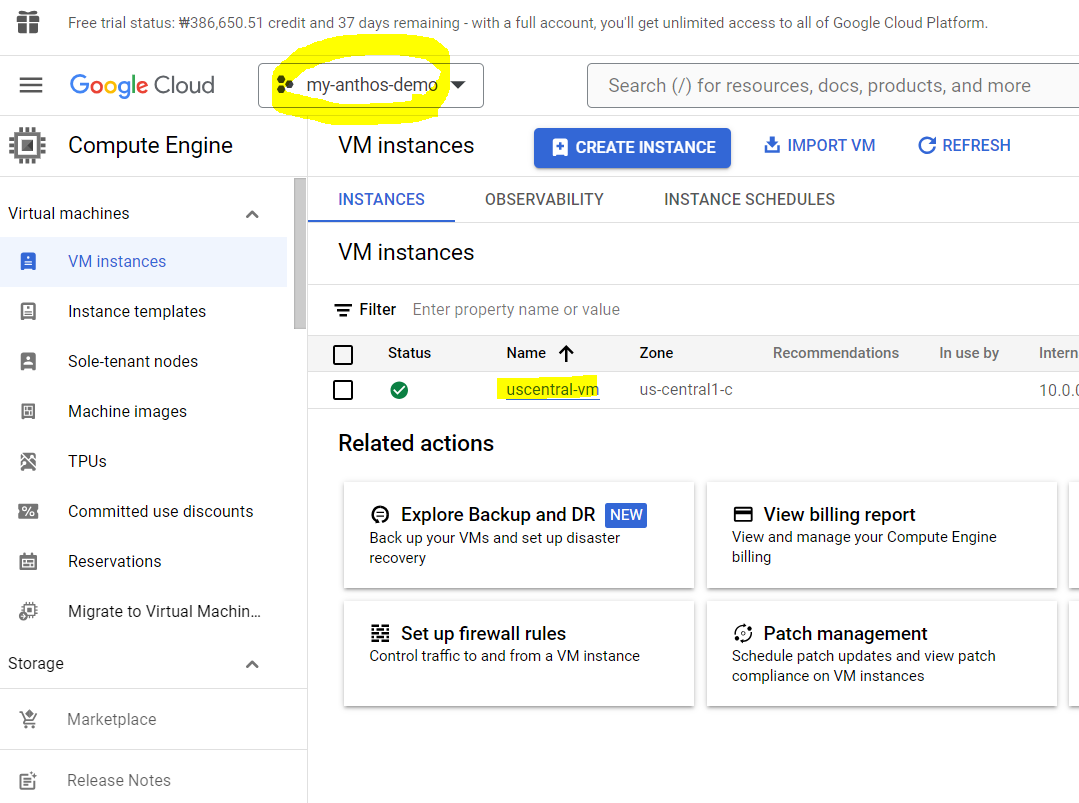 Free trial status: ₩386,650.51 credit and 37 days remaining - with a full account, you'll get unlimited access to all of Google Cloud Platform.
Google Cloud
my-anthos-demo
Search (/) for resources, docs, products, and more
Compute Engine
VM instances
CREATE INSTANCE
IMPORT VM
REFRESH
Virtual machines
VM instances
Instance templates
Sole-tenant nodes
Machine images
TPUs
Committed use discounts
Reservations
Migrate to Virtual Machin...
Storage
Marketplace
Release Notes
INSTANCES
OBSERVABILITY
INSTANCE SCHEDULES
VM instances
Filter Enter property name or value
Status Name Zone Recommendations In use by Intern
uscentral-vm us-central1-c 10.0.0
Related actions
Explore Backup and DR NEW
Back up your VMs and set up disaster
recovery
View billing report
View and manage your Compute Engine
billing
Set up firewall rules
Control traffic to and from a VM instance
Patch management
Schedule patch updates and view patch
compliance on VM instances